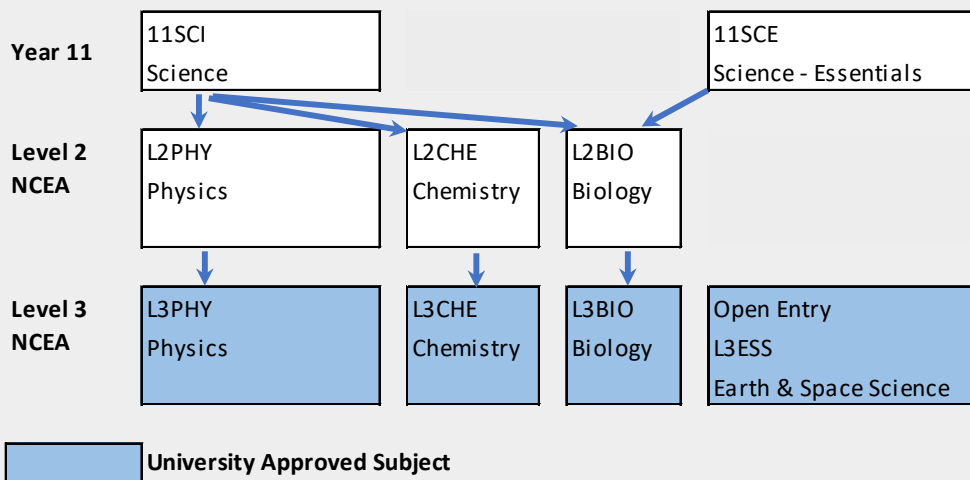 Year 11
11SCI
Science
11SCE
Science - Essentials
Level 2
NCEA
L2PHY
Physics
L2CHE
Chemistry
L2BIO
Biology
Level 3
NCEA
L3PHY
Physics
L3CHE
Chemistry
L3BIO
Biology
Open Entry
L3ESS
Earth & Space Science
University Approved Subject